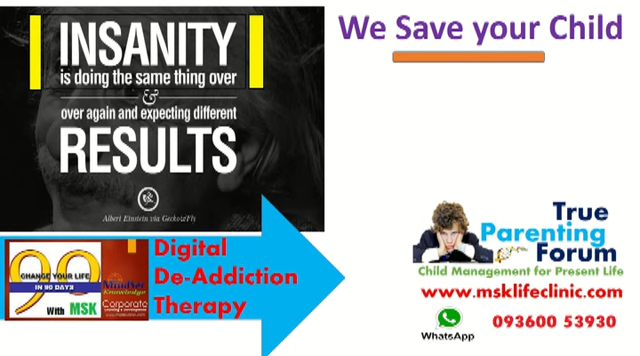 INSANITY
is doing the same thing over
&
over again and expecting different
RESULTS
Albert Einstein via Gecko&Fly
We Save your Child
90
CHANGE YOUR LIFE
IN 90 DAYS
With MSK
MindSet
Knowledge
Corporate
Digital
De-Addiction
Therapy
True
Parenting
Forum
Child Management for Present Life
www.msklifeclinic.com
WhatsApp
093600 53930